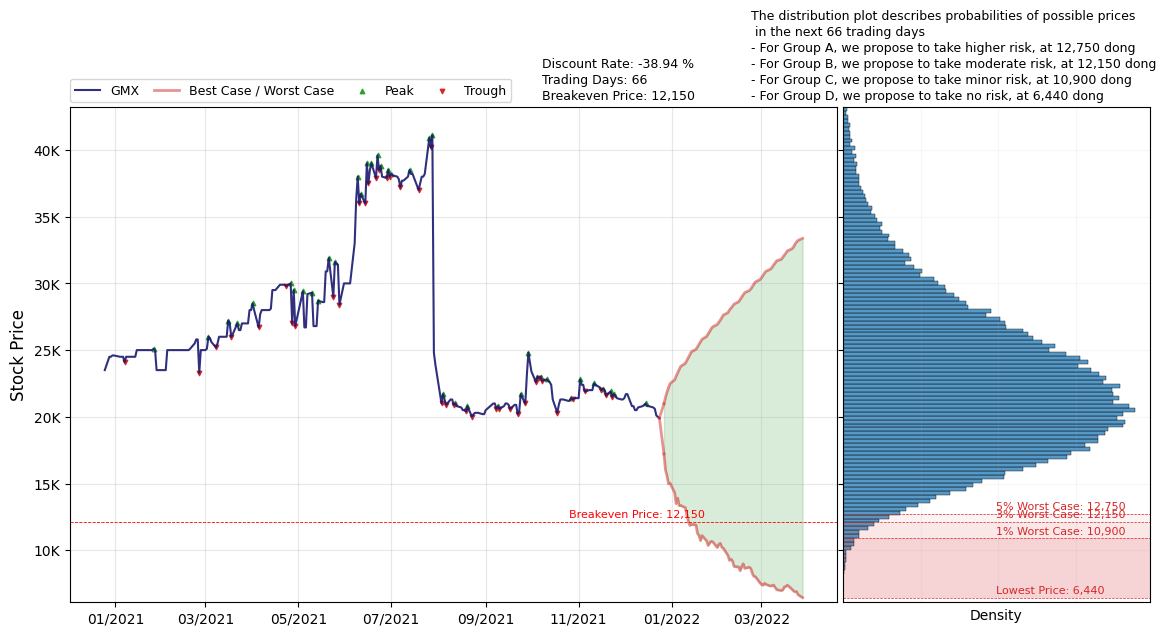 The distribution plot describes probabilities of possible prices
in the next 66 trading days
- For Group A, we propose to take higher risk, at 12,750 dong
- For Group B, we propose to take moderate risk, at 12,150 dong
- For Group C, we propose to take minor risk, at 10,900 dong
- For Group D, we propose to take no risk, at 6,440 dong
Discount Rate: -38.94 %
Trading Days: 66
Breakeven Price: 12,150
GMX
Best Case / Worst Case
Peak
Trough
Stock Price
40K
35K
30K
25K
20K
15K
10K
Breakeven Price: 12,150
01/2021
03/2021
05/2021
07/2021
09/2021
11/2021
01/2022
03/2022
5% Worst Case: 12,750
3% Worst Case: 12,150
1% Worst Case: 10,900
Lowest Price: 6,440
Density